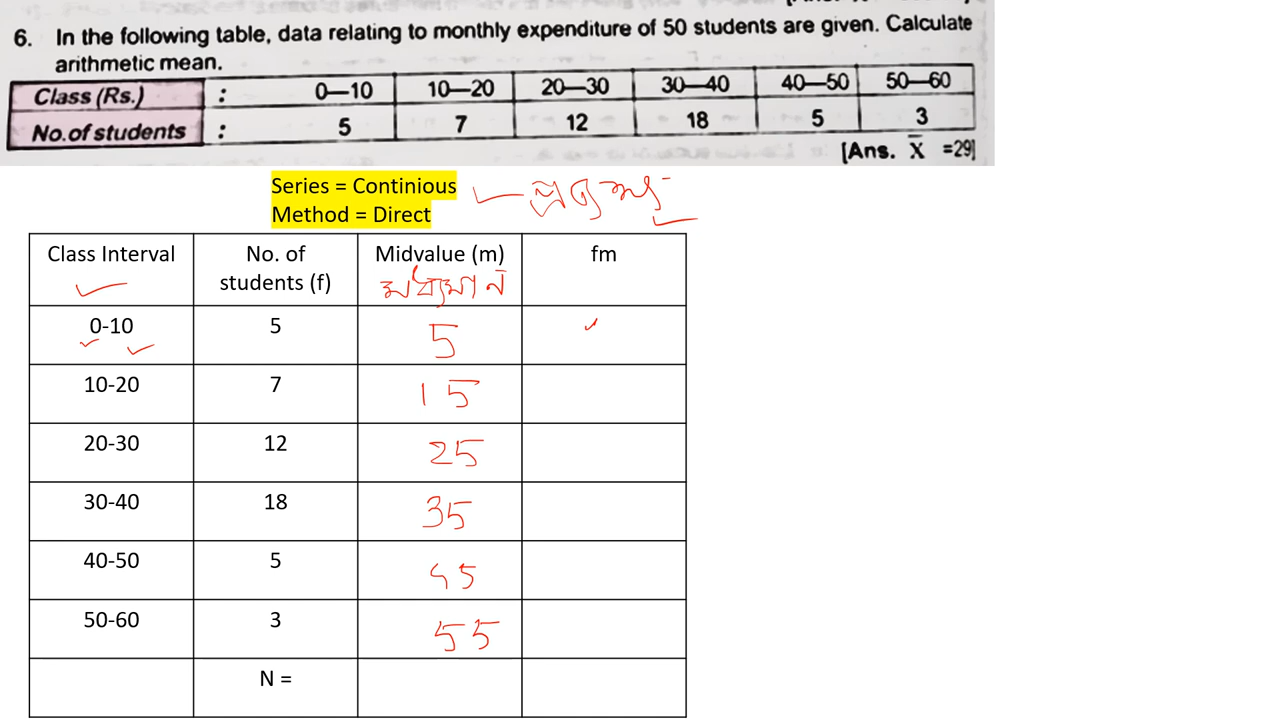 6. In the following table, data relating to monthly expenditure of 50 students are given. Calculate
arithmetic mean.
Class (Rs.) : 0—10 10—20 20—30 30—40 40—50 50—60
No.of students : 5 7 12 18 5 3
[Ans. X̅ =29]
Series = Continious
Method = Direct
Class Interval No. of students (f) Midvalue (m) মধ্যমান fm
0-10 5 5
10-20 7 15
20-30 12 25
30-40 18 35
40-50 5 45
50-60 3 55
N =